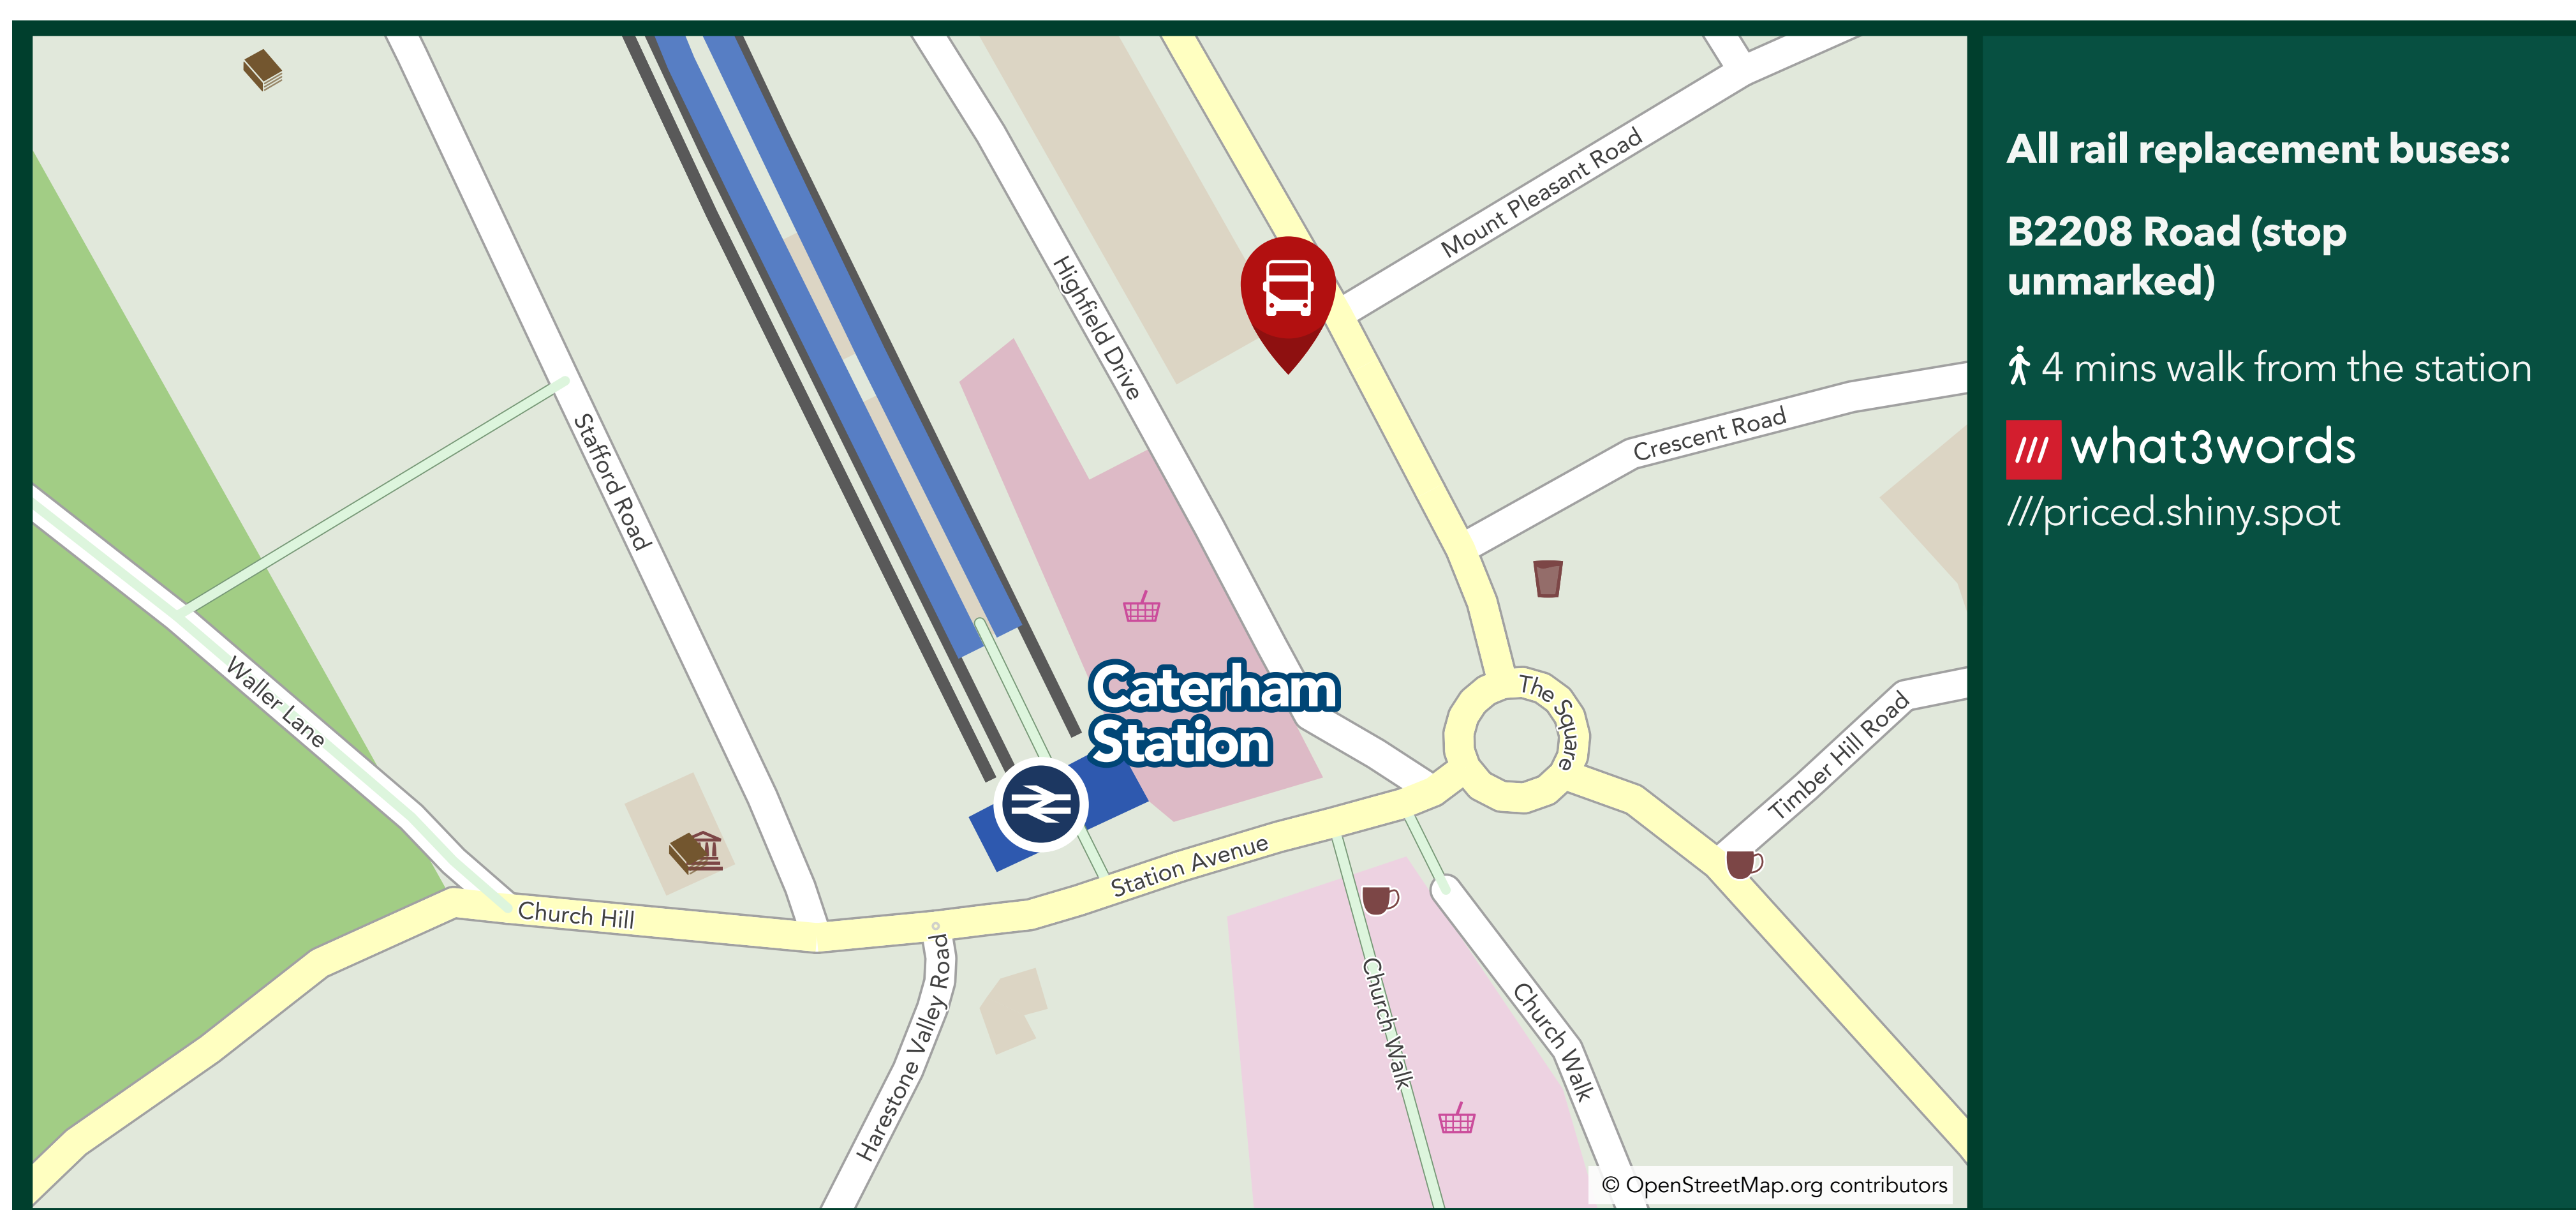 Mount Pleasant Road
Highfield Drive
Crescent Road
Stafford Road
Waller Lane
Caterham
Station
The Square
Timber Hill Road
Station Avenue
Church Hill
Harestone Valley Road
Church Walk
Church Walk
© OpenStreetMap.org contributors
All rail replacement buses:
B2208 Road (stop
unmarked)
4 mins walk from the station
/// what3words
///priced.shiny.spot